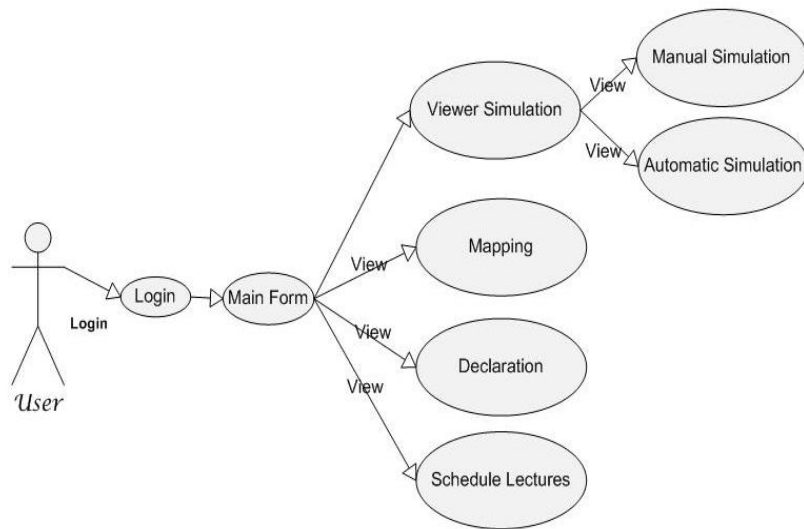 Manual Simulation
View
Viewer Simulation
View
Automatic Simulation
Mapping
View
Login
Main Form
Login
View
Declaration
View
User
Schedule Lectures